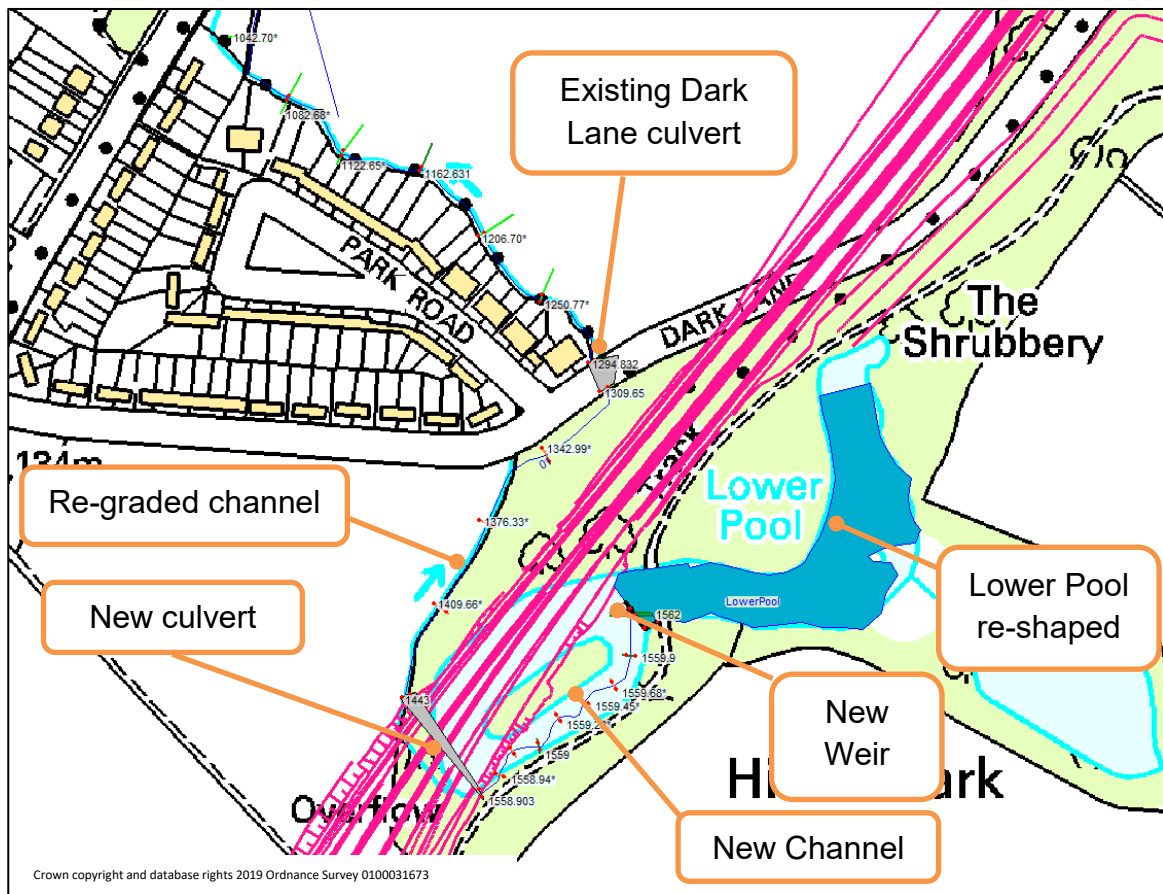 1042.70*
1082.68*
1122.65*
1162.631
1206.70*
1250.77*
Existing Dark
Lane culvert
PARK ROAD
DARK LANE
1294.832
1309.65
The
Shrubbery
134m
1342.99*
Track
Lower
Pool
Re-graded channel
1376.33*
1409.66*
New culvert
LowerPool
Lower Pool
re-shaped
1562
1559.9
1559.68*
1559.45*
1559
1558.94*
1558.903
1443
New
Weir
Overflow
New Channel
Crown copyright and database rights 2019 Ordnance Survey 0100031673